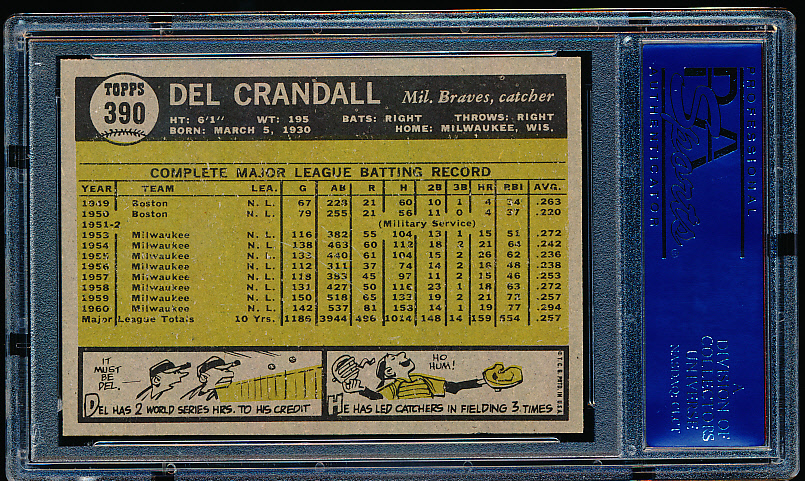 TOPPS
390
DEL CRANDALL Mil. Braves, catcher
HT: 6'1" WT: 195 BATS: RIGHT THROWS: RIGHT
BORN: MARCH 5, 1930 HOME: MILWAUKEE, WIS.
COMPLETE MAJOR LEAGUE BATTING RECORD
YEAR TEAM LEA. G AB R H 2B 3B HR RBI AVG.
1949 Boston N. L. 67 228 21 60 10 1 4 34 .263
1950 Boston N. L. 79 255 21 56 11 0 4 37 .220
1951-2 (Military Service)
1953 Milwaukee N. L. 116 382 55 104 13 1 15 51 .272
1954 Milwaukee N. L. 138 463 60 112 18 2 21 64 .242
1955 Milwaukee N. L. 133 440 61 104 15 2 26 62 .236
1956 Milwaukee N. L. 112 311 37 74 14 2 16 48 .238
1957 Milwaukee N. L. 118 383 45 97 11 2 15 46 .253
1958 Milwaukee N. L. 131 427 50 116 23 1 18 63 .272
1959 Milwaukee N. L. 150 518 65 133 19 2 21 72 .257
1960 Milwaukee N. L. 142 537 81 153 14 1 19 77 .294
Major League Totals 10 Yrs. 1186 3944 496 1014 148 14 159 554 .257
IT
MUST
BE
DEL.
DEL HAS 2 WORLD SERIES HRS. TO HIS CREDIT
HO
HUM!
HE HAS LED CATCHERS IN FIELDING 3 TIMES
© T.C.G. PRTD. IN U.S.A.
PROFESSIONAL
PSA
Sports
AUTHENTICATOR
A
DIVISION OF
COLLECTORS
UNIVERSE
NASDAQ: CLCT